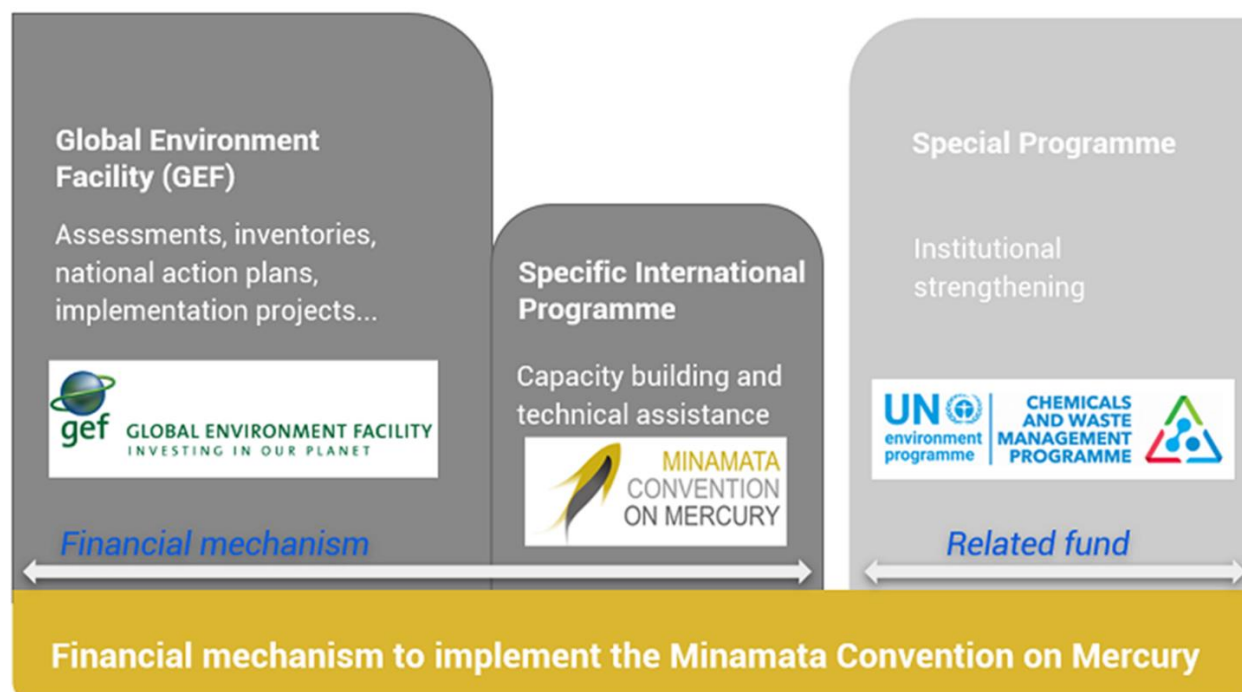 Global Environment
Facility (GEF)
Assessments, inventories,
national action plans,
implementation projects...
gef
GLOBAL ENVIRONMENT FACILITY
INVESTING IN OUR PLANET
Specific International
Programme
Capacity building and
technical assistance
MINAMATA
CONVENTION
ON MERCURY
Special Programme
Institutional
strengthening
UN
environment
programme
CHEMICALS
AND WASTE
MANAGEMENT
PROGRAMME
Financial mechanism
Related fund
Financial mechanism to implement the Minamata Convention on Mercury